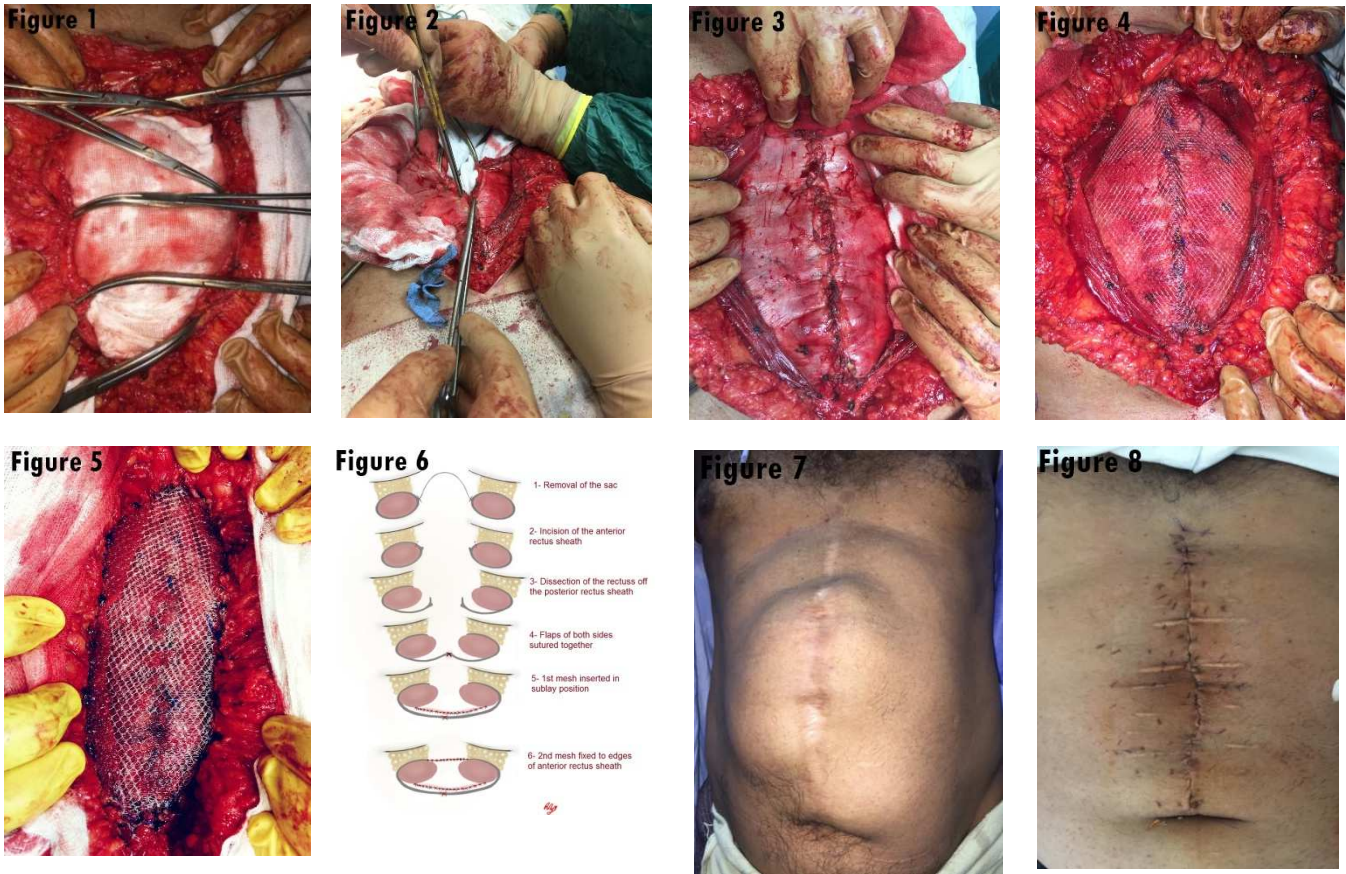 Figure 1
Figure 2
Figure 3
Figure 4
Figure 5
Figure 6
1- Removal of the sac
2- Incision of the anterior
rectus sheath
3- Dissection of the rectuss off
the posterior rectus sheath
4- Flaps of both sides
sutured together
5- 1st mesh inserted in
sublay position
6- 2nd mesh fixed to edges
of anterior rectus sheath
Figure 7
Figure 8